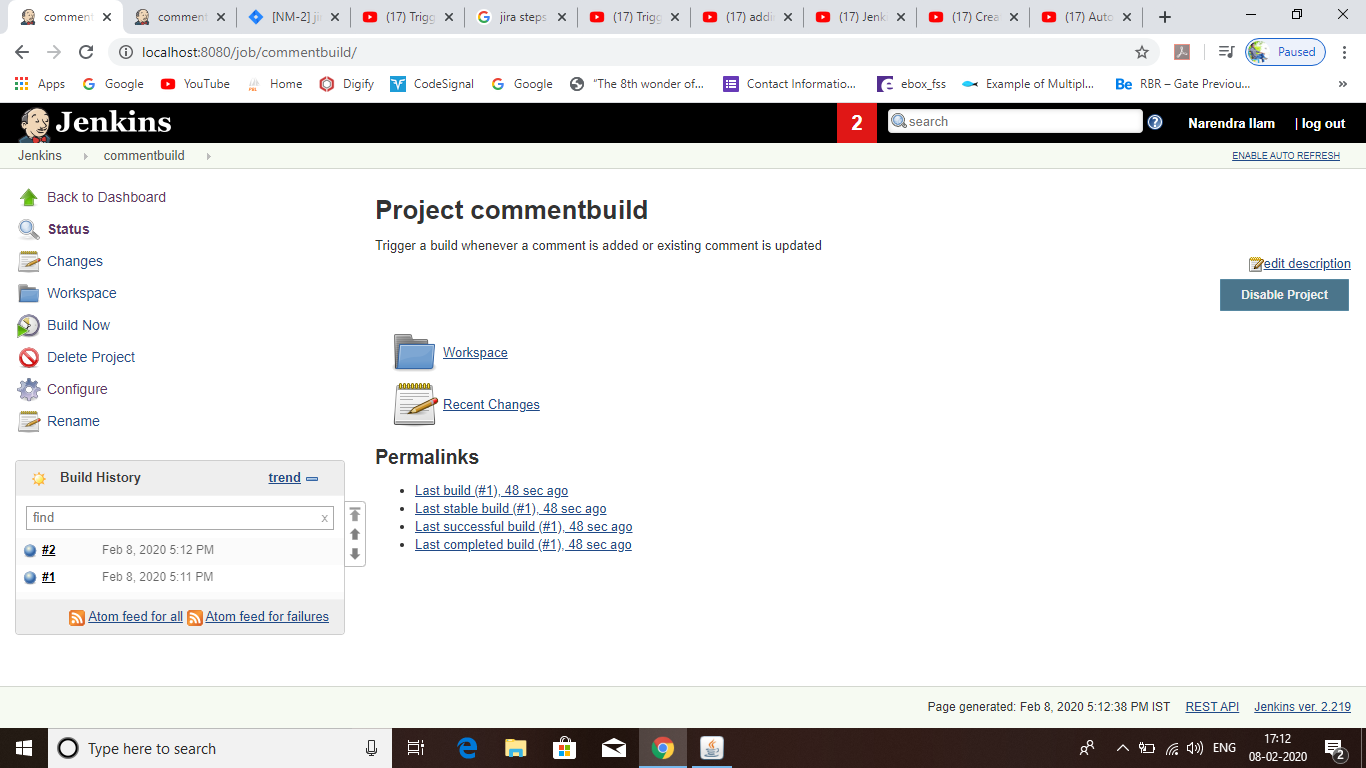 comment
comment
[NM-2] ji
(17) Trigg
jira steps
(17) Trigg
(17) addi
(17) Jenk
(17) Crea
(17) Auto
localhost:8080/job/commentbuild/
Paused
Apps
Google
YouTube
Home
Digify
CodeSignal
Google
"The 8th wonder of...
Contact Informatio...
ebox_fss
Example of Multipl...
Be RBR – Gate Previou...
»
Jenkins
2
search
Narendra Ilam
| log out
Jenkins
commentbuild
ENABLE AUTO REFRESH
Back to Dashboard
Status
Changes
Workspace
Build Now
Delete Project
Configure
Rename
Project commentbuild
Trigger a build whenever a comment is added or existing comment is updated
edit description
Disable Project
Workspace
Recent Changes
Permalinks
Last build (#1), 48 sec ago
Last stable build (#1), 48 sec ago
Last successful build (#1), 48 sec ago
Last completed build (#1), 48 sec ago
Build History
trend
find
x
#2 Feb 8, 2020 5:12 PM
#1 Feb 8, 2020 5:11 PM
Atom feed for all
Atom feed for failures
Page generated: Feb 8, 2020 5:12:38 PM IST
REST API
Jenkins ver. 2.219
Type here to search
ENG
17:12
08-02-2020
2